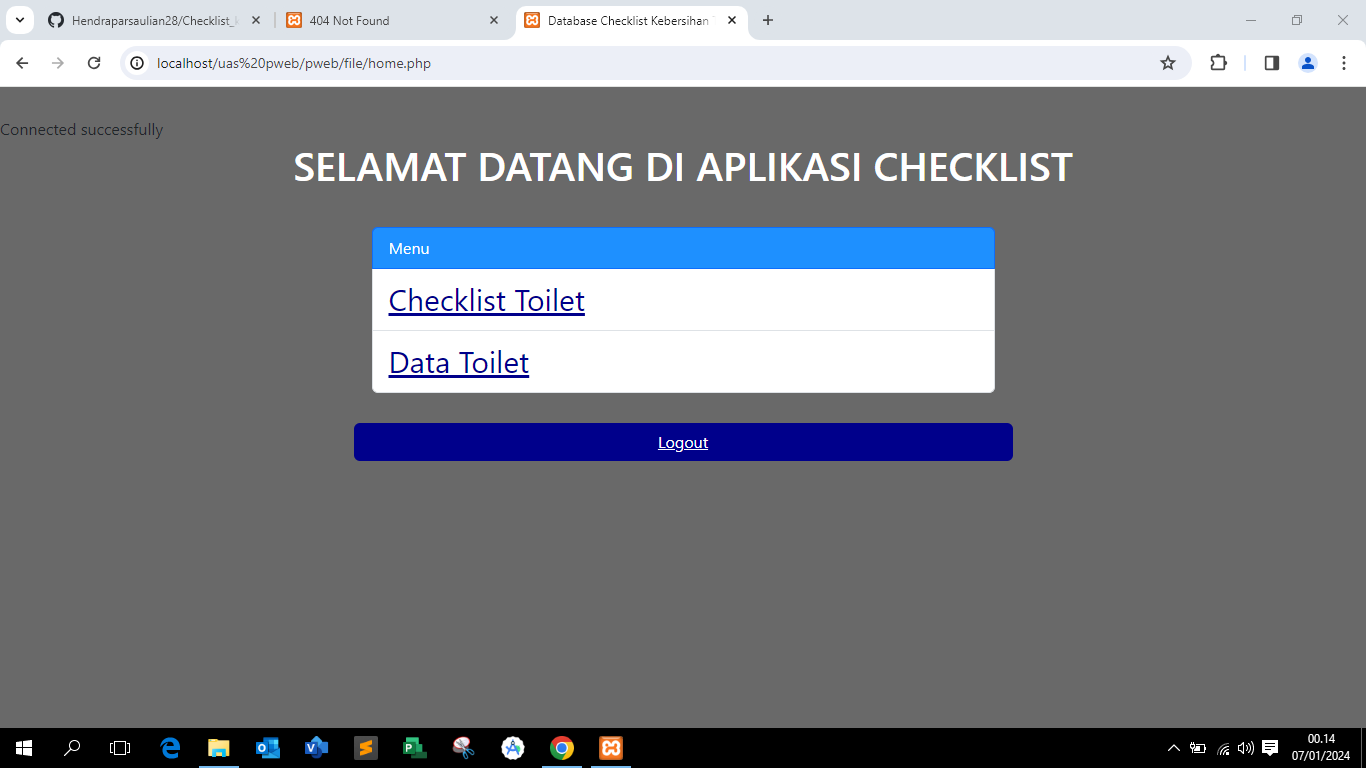 Hendraparsaulian28/Checklist_k
404 Not Found
Database Checklist Kebersihan T
localhost/uas%20pweb/pweb/file/home.php
Connected successfully
SELAMAT DATANG DI APLIKASI CHECKLIST
Menu
Checklist Toilet
Data Toilet
Logout
00.14
07/01/2024